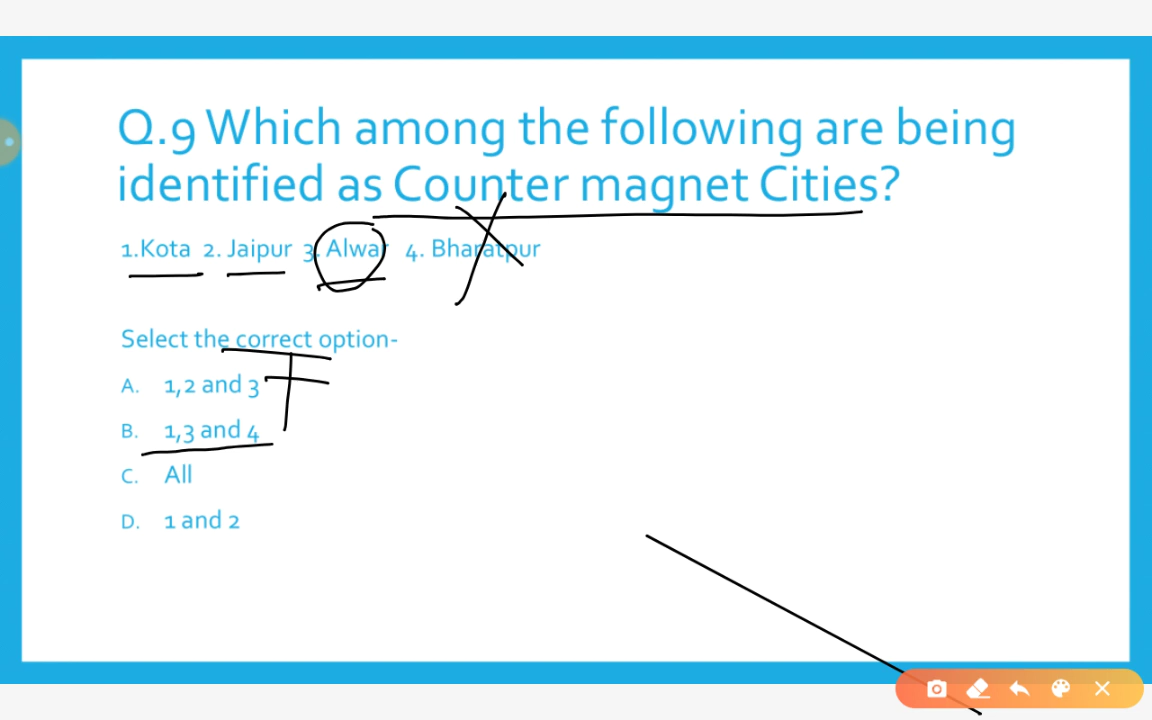 Q.9 Which among the following are being
identified as Counter magnet Cities?
1.Kota 2. Jaipur 3. Alwar 4. Bharatpur
Select the correct option-
A. 1,2 and 3
B. 1,3 and 4
C. All
D. 1 and 2